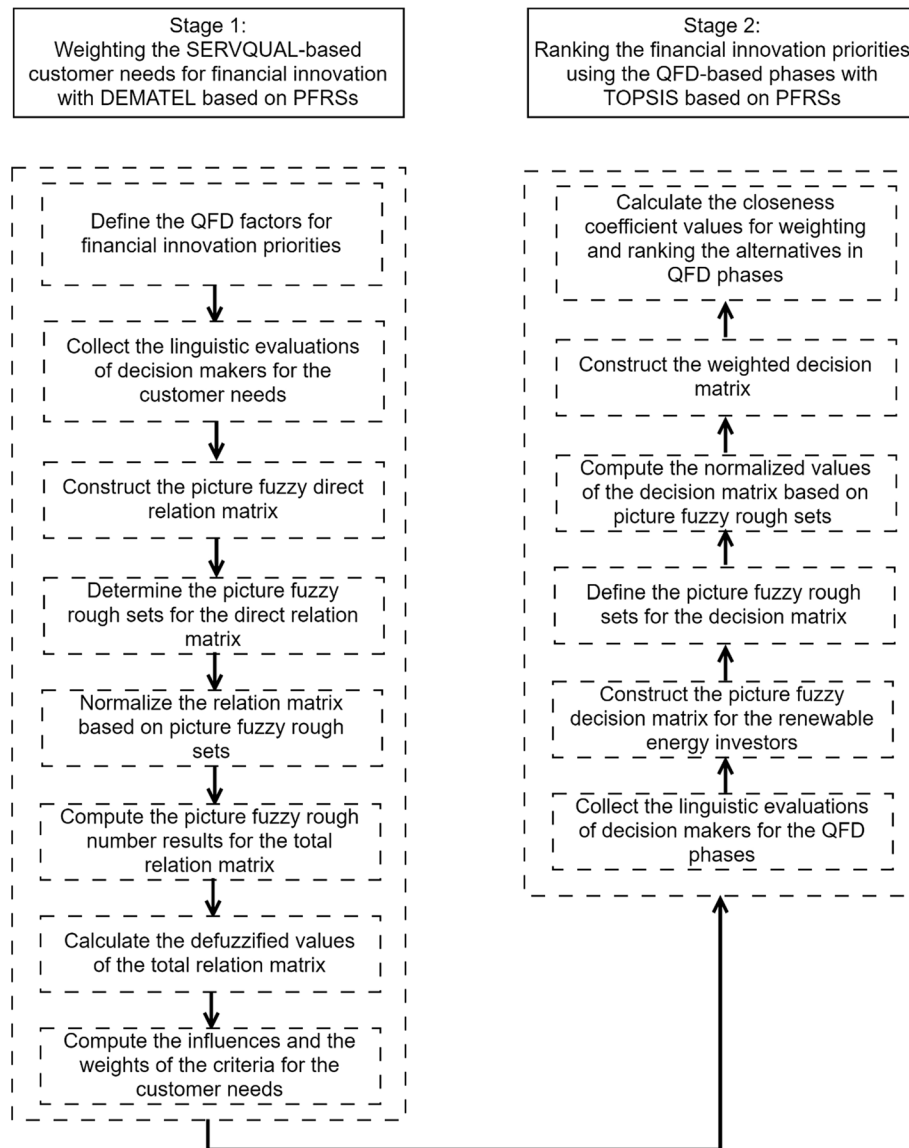 Stage 1:
Weighting the SERVQUAL-based
customer needs for financial innovation
with DEMATEL based on PFRSs
Stage 2:
Ranking the financial innovation priorities
using the QFD-based phases with
TOPSIS based on PFRSs
Define the QFD factors for
financial innovation priorities
Collect the linguistic evaluations
of decision makers for the
customer needs
Construct the picture fuzzy direct
relation matrix
Determine the picture fuzzy
rough sets for the direct relation
matrix
Normalize the relation matrix
based on picture fuzzy rough
sets
Compute the picture fuzzy rough
number results for the total
relation matrix
Calculate the defuzzified values
of the total relation matrix
Compute the influences and the
weights of the criteria for the
customer needs
Calculate the closeness
coefficient values for weighting
and ranking the alternatives in
QFD phases
Construct the weighted decision
matrix
Compute the normalized values
of the decision matrix based on
picture fuzzy rough sets
Define the picture fuzzy rough
sets for the decision matrix
Construct the picture fuzzy
decision matrix for the renewable
energy investors
Collect the linguistic evaluations
of decision makers for the QFD
phases